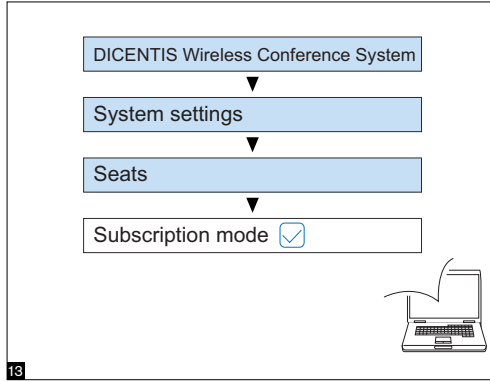 DICENTIS Wireless Conference System
System settings
Seats
Subscription mode
13